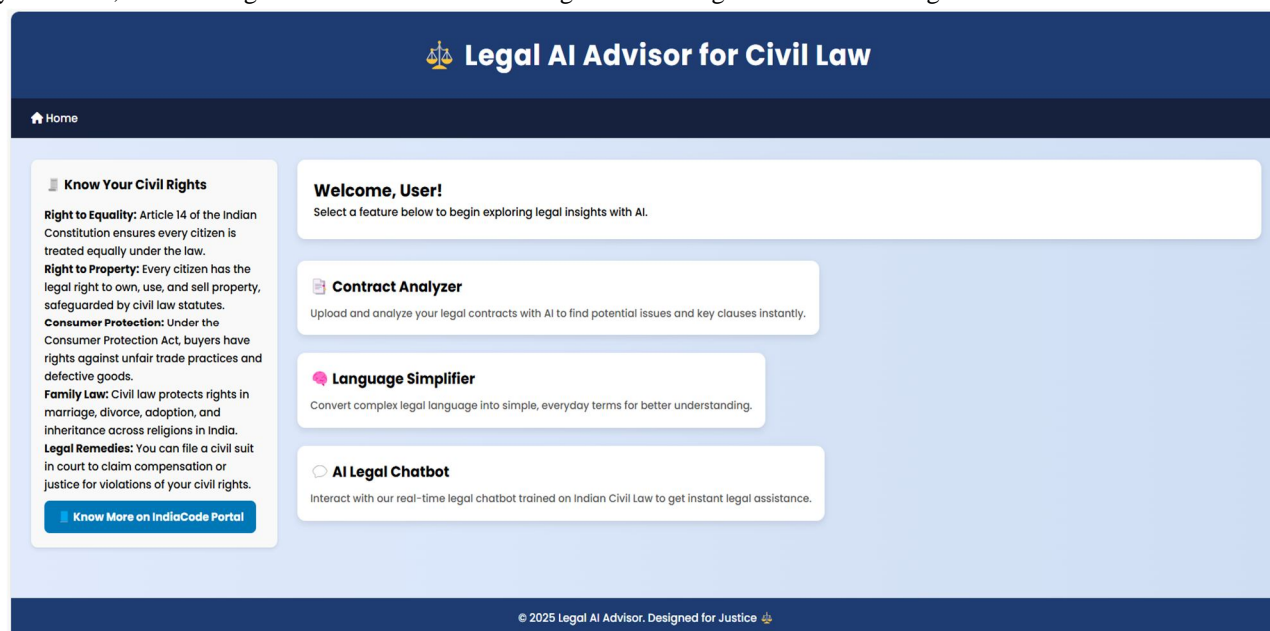 Legal AI Advisor for Civil Law
Home
Know Your Civil Rights
Right to Equality: Article 14 of the Indian
Constitution ensures every citizen is
treated equally under the law.
Right to Property: Every citizen has the
legal right to own, use, and sell property,
safeguarded by civil law statutes.
Consumer Protection: Under the
Consumer Protection Act, buyers have
rights against unfair trade practices and
defective goods.
Family Law: Civil law protects rights in
marriage, divorce, adoption, and
inheritance across religions in India.
Legal Remedies: You can file a civil suit
in court to claim compensation or
justice for violations of your civil rights.
Know More on IndiaCode Portal
Welcome, User!
Select a feature below to begin exploring legal insights with AI.
Contract Analyzer
Upload and analyze your legal contracts with AI to find potential issues and key clauses instantly.
Language Simplifier
Convert complex legal language into simple, everyday terms for better understanding.
AI Legal Chatbot
Interact with our real-time legal chatbot trained on Indian Civil Law to get instant legal assistance.
© 2025 Legal AI Advisor. Designed for Justice